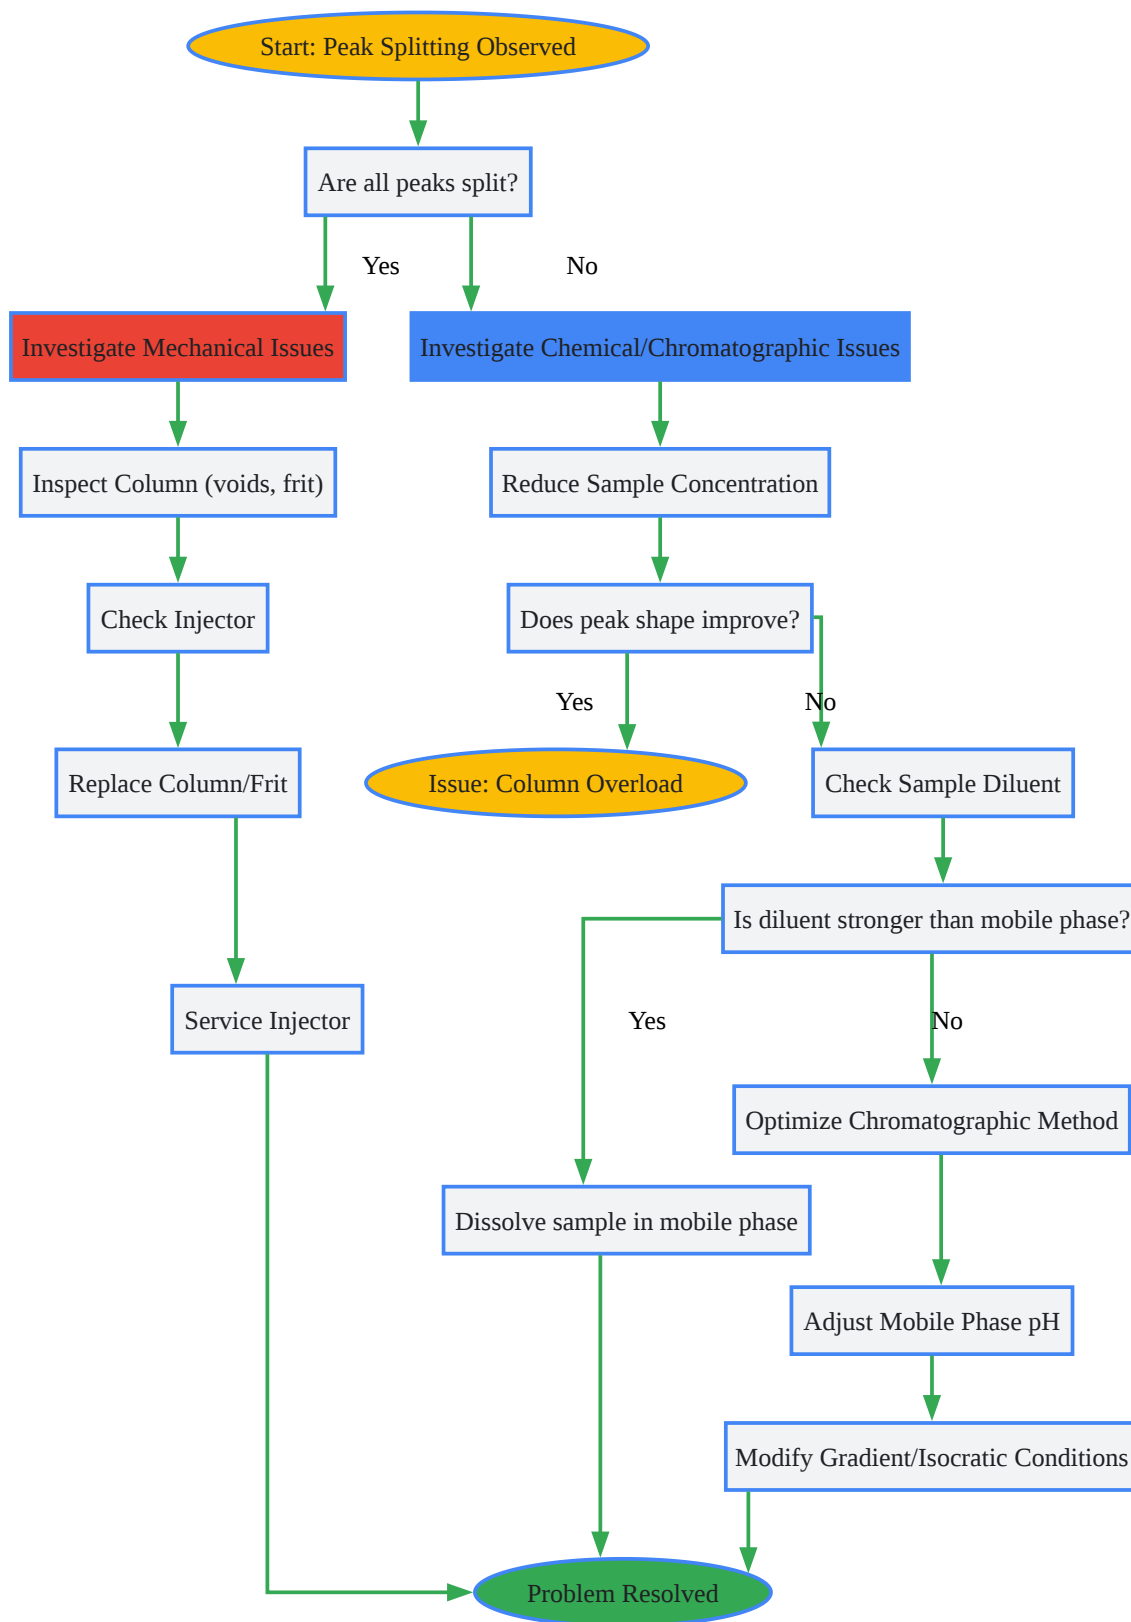 Start: Peak Splitting Observed
Are all peaks split?
Yes
No
Investigate Mechanical Issues
Investigate Chemical/Chromatographic Issues
Inspect Column (voids, frit)
Reduce Sample Concentration
Check Injector
Does peak shape improve?
Yes
No
Replace Column/Frit
Issue: Column Overload
Check Sample Diluent
Is diluent stronger than mobile phase?
Service Injector
Yes
No
Optimize Chromatographic Method
Dissolve sample in mobile phase
Adjust Mobile Phase pH
Modify Gradient/Isocratic Conditions
Problem Resolved